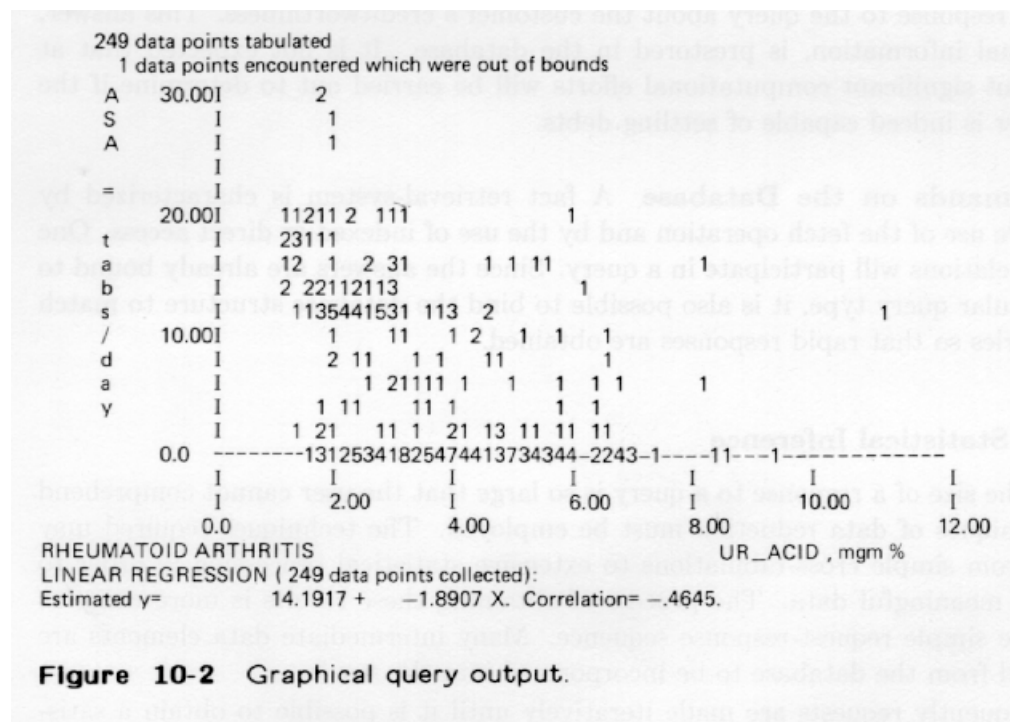 249 data points tabulated
1 data points encountered which were out of bounds
A 30.00I 2
S I 1
A I 1
I
= I
20.00I 11211 2 111 1
t I 23111
a I 12 1 2 31 1 1 11 1
b I 2 22112113 1
s I 1135441531 113 2 1
/ 10.00I 1 11 1 2 1 1
d I 2 11 1 1 11 1
a I 1 21111 1 1 1 1 1 1
y I 1 11 11 1 1 1
I 1 21 11 1 21 13 11 11 11
0.0 --------13125341825474413734344-2243-1----11---1--------------
I I I I I I I
0.0 2.00 4.00 6.00 8.00 10.00 12.00
RHEUMATOID ARTHRITIS UR--ACID , mgm %
LINEAR REGRESSION ( 249 data points collected):
Estimated y= 14.1917 + -1.8907 X. Correlation= -.4645.
Figure 10-2 Graphical query output.